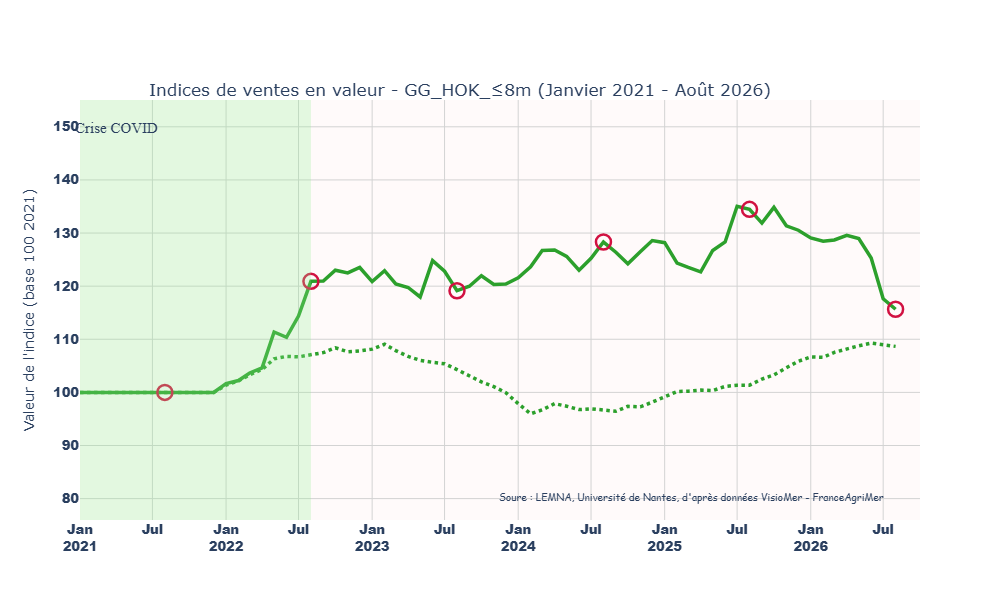 Indices de ventes en valeur - GG_HOK_≤8m (Janvier 2021 - Août 2026)
Crise COVID
Valeur de l'indice (base 100 2021)
150
140
130
120
110
100
90
80
Soure : LEMNA, Université de Nantes, d'après données VisioMer - FranceAgriMer
Jan Jul Jan Jul Jan Jul Jan Jul Jan Jul Jan Jul
2021 2022 2023 2024 2025 2026